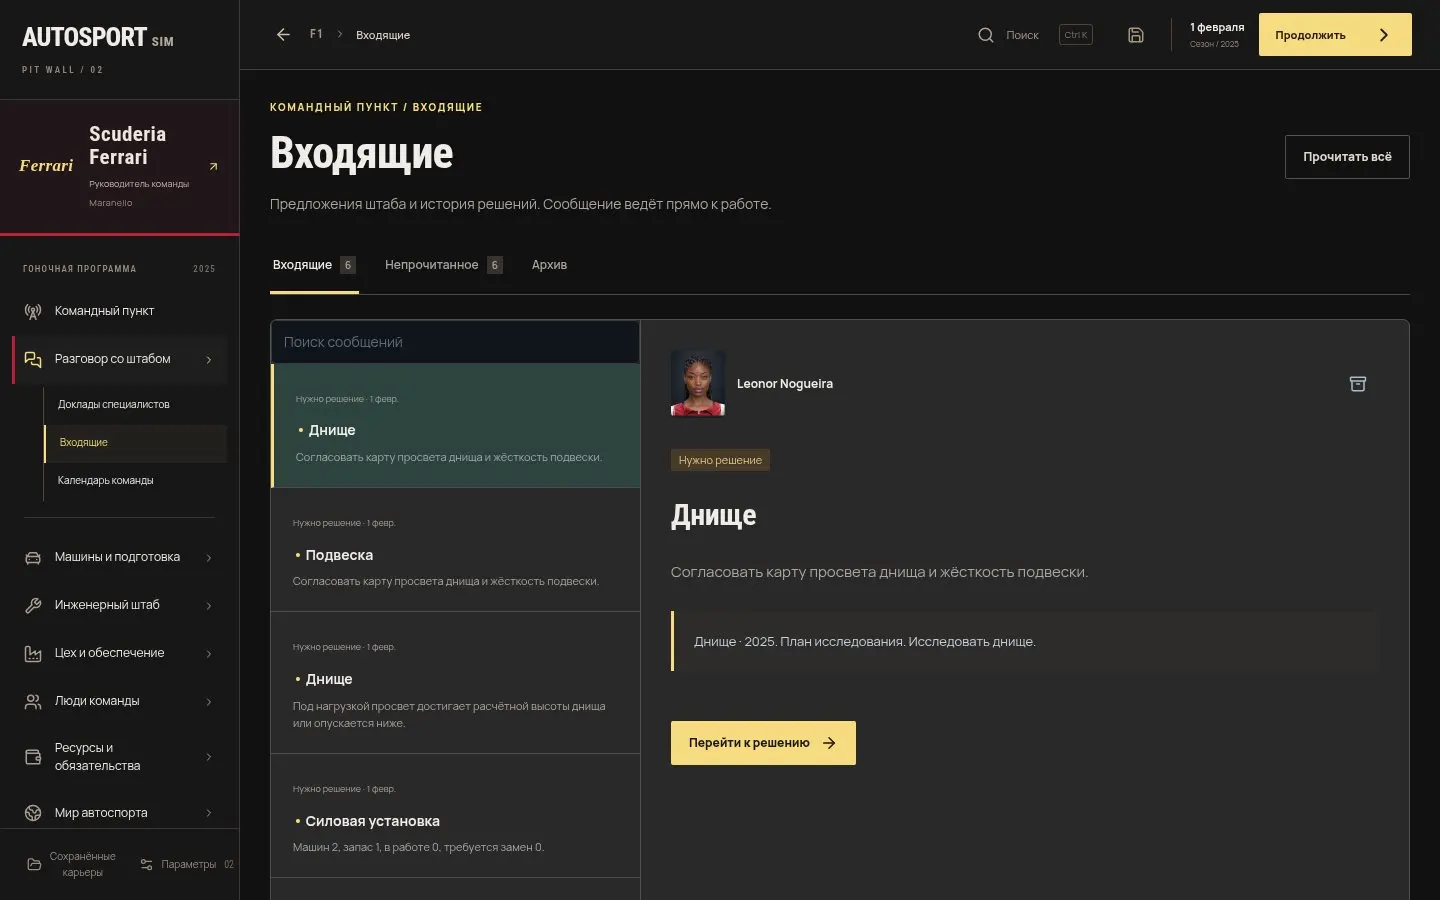 AUTOSPORT SIM
PIT WALL / 02
Ferrari
Scuderia
Ferrari
Руководитель команды
Maranello
ГОНОЧНАЯ ПРОГРАММА 2025
Командный пункт
Разговор со штабом
Доклады специалистов
Входящие
Календарь команды
Машины и подготовка
Инженерный штаб
Цех и обеспечение
Люди команды
Ресурсы и
обязательства
Мир автоспорта
Сохранённые
карьеры
Параметры 02
F1 > Входящие
Поиск Ctrl K
1 февраля
Сезон / 2025
Продолжить
КОМАНДНЫЙ ПУНКТ / ВХОДЯЩИЕ
Входящие
Прочитать всё
Предложения штаба и история решений. Сообщение ведёт прямо к работе.
Входящие 6
Непрочитанное 6
Архив
Поиск сообщений
Нужно решение · 1 февр.
• Днище
Согласовать карту просвета днища и жёсткость подвески.
Нужно решение · 1 февр.
• Подвеска
Согласовать карту просвета днища и жёсткость подвески.
Нужно решение · 1 февр.
• Днище
Под нагрузкой просвет достигает расчётной высоты днища
или опускается ниже.
Нужно решение · 1 февр.
• Силовая установка
Машин 2, запас 1, в работе 0, требуется замен 0.
Leonor Nogueira
Нужно решение
Днище
Согласовать карту просвета днища и жёсткость подвески.
Днище · 2025. План исследования. Исследовать днище.
Перейти к решению